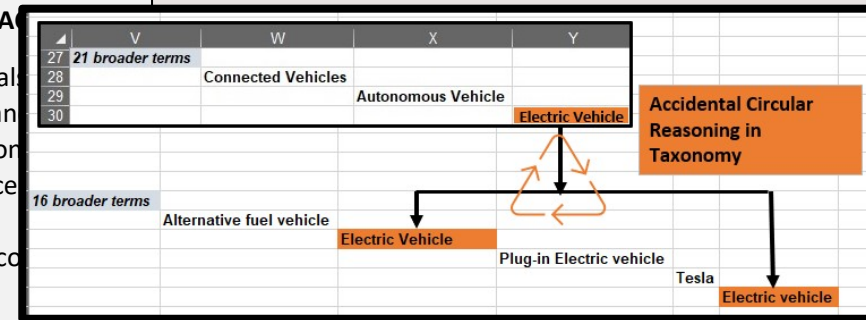 V W X Y
27 21 broader terms
28 Connected Vehicles
29 Autonomous Vehicle
30 Electric Vehicle
Accidental Circular
Reasoning in
Taxonomy
16 broader terms
Alternative fuel vehicle
Electric Vehicle
Plug-in Electric vehicle
Tesla
Electric vehicle